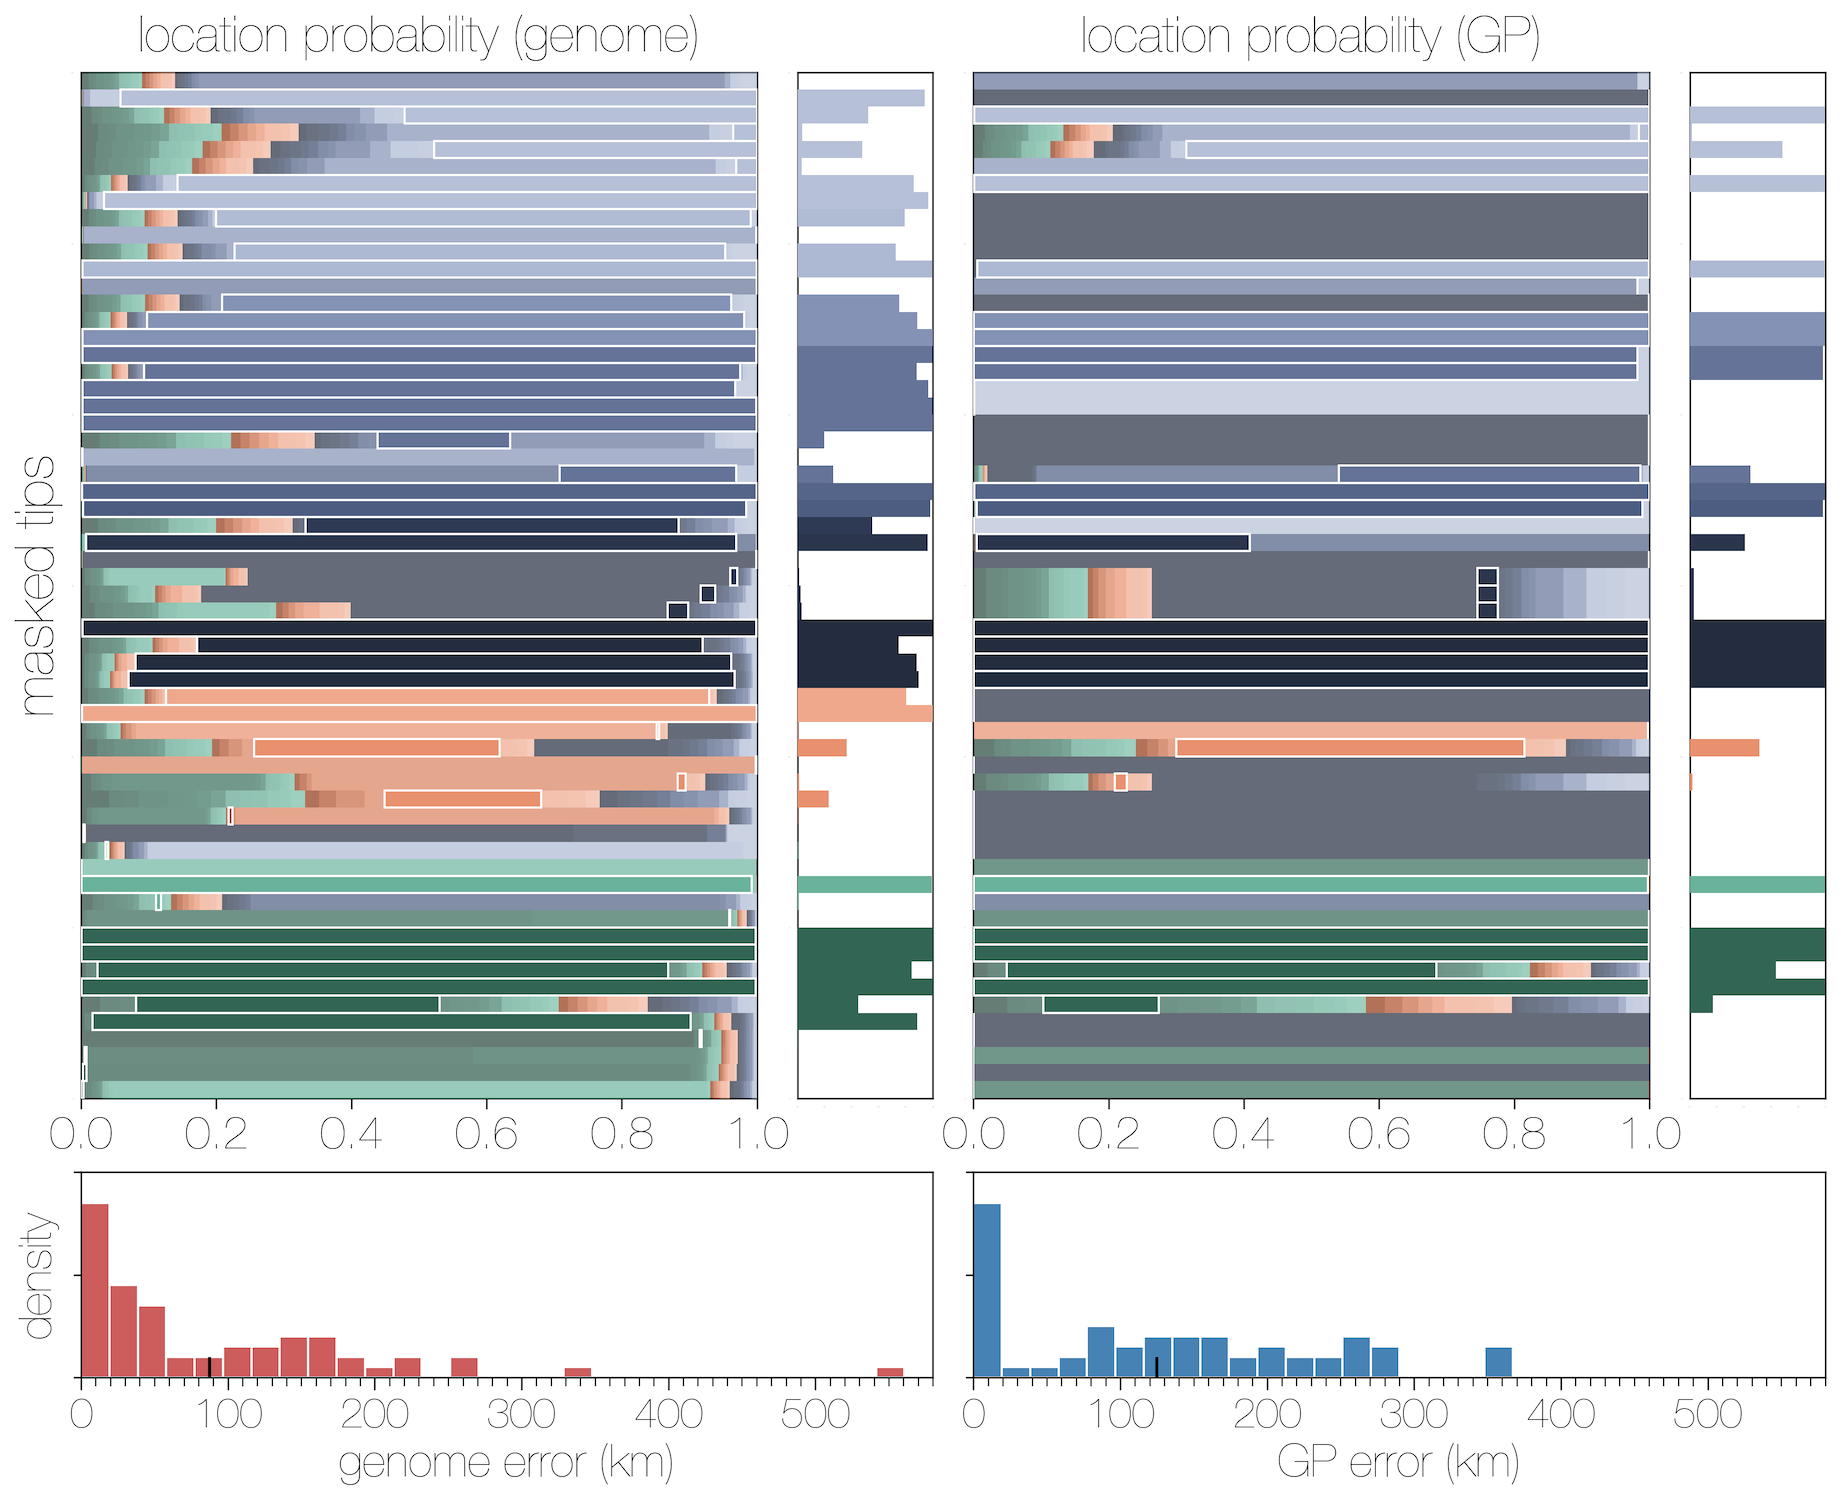 location probability (genome)
location probability (GP)
masked tips
0.0 0.2 0.4 0.6 0.8 1.0
0.0 0.2 0.4 0.6 0.8 1.0
density
0 100 200 300 400 500
0 100 200 300 400 500
genome error (km)
GP error (km)